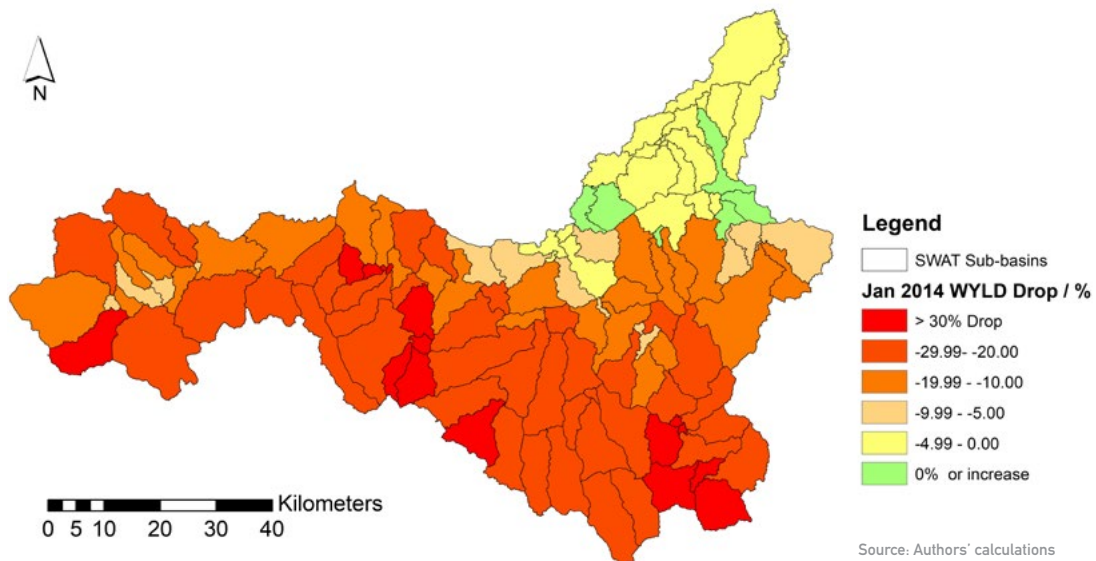 N
Legend
SWAT Sub-basins
Jan 2014 WYLD Drop / %
> 30% Drop
-29.99- -20.00
-19.99 - -10.00
-9.99 - -5.00
-4.99 - 0.00
0% or increase
Kilometers
0 5 10 20 30 40
Source: Authors' calculations